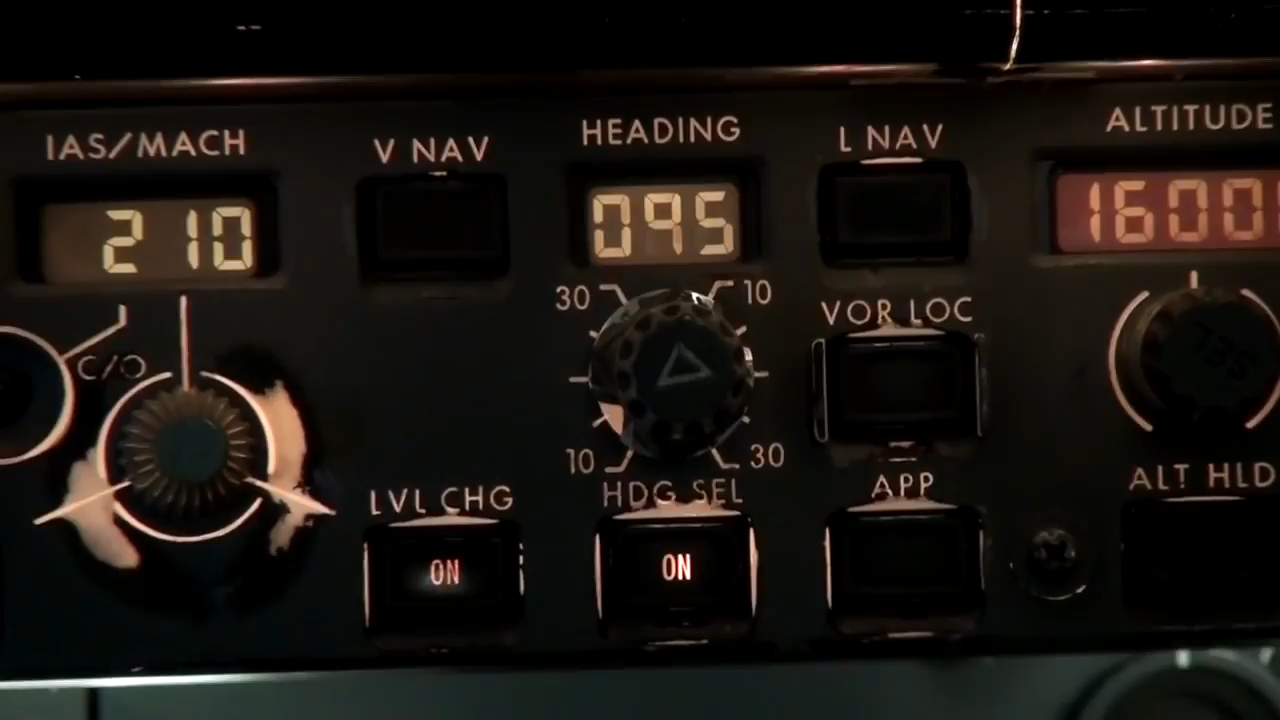 IAS/MACH
V NAV
HEADING
L NAV
ALTITUDE
210
095
1600
30
10
VOR LOC
C/O
SEL
10
30
LVL CHG
HDG SEL
APP
ALT HLD
ON
ON